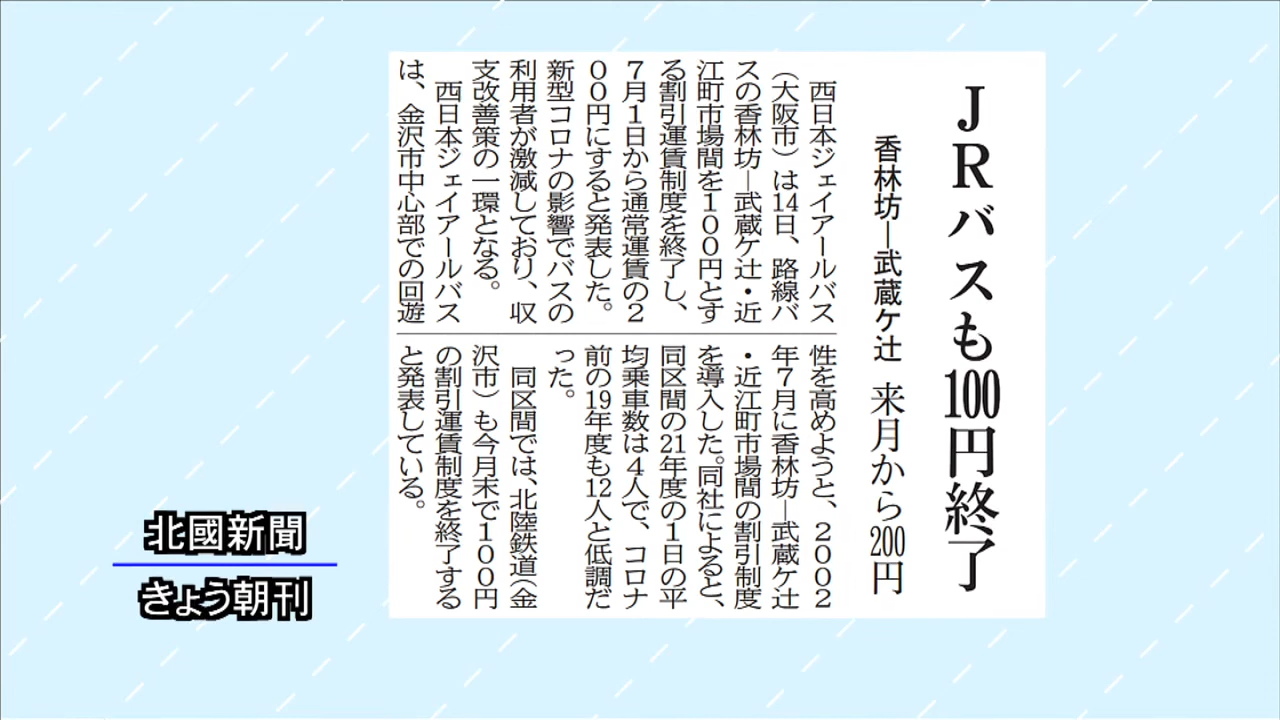 JRバスも100円終了
香林坊―武蔵ケ辻 来月から200円
　西日本ジェイアールバス
（大阪市）は14日、路線バ
スの香林坊―武蔵ケ辻・近
江町市場間を１００円とす
る割引運賃制度を終了し、
７月１日から通常運賃の２
００円にすると発表した。
新型コロナの影響でバスの
利用者が激減しており、収
支改善策の一環となる。
　西日本ジェイアールバス
は、金沢市中心部での回遊
性を高めようと、２００２
年７月に香林坊―武蔵ケ辻
・近江町市場間の割引制度
を導入した。同社によると、
同区間の21年度の１日の平
均乗車数は４人で、コロナ
前の19年度も12人と低調だ
った。
　同区間では、北陸鉄道（金
沢市）も今月末で１００円
の割引運賃制度を終了する
と発表している。
北國新聞
きょう朝刊